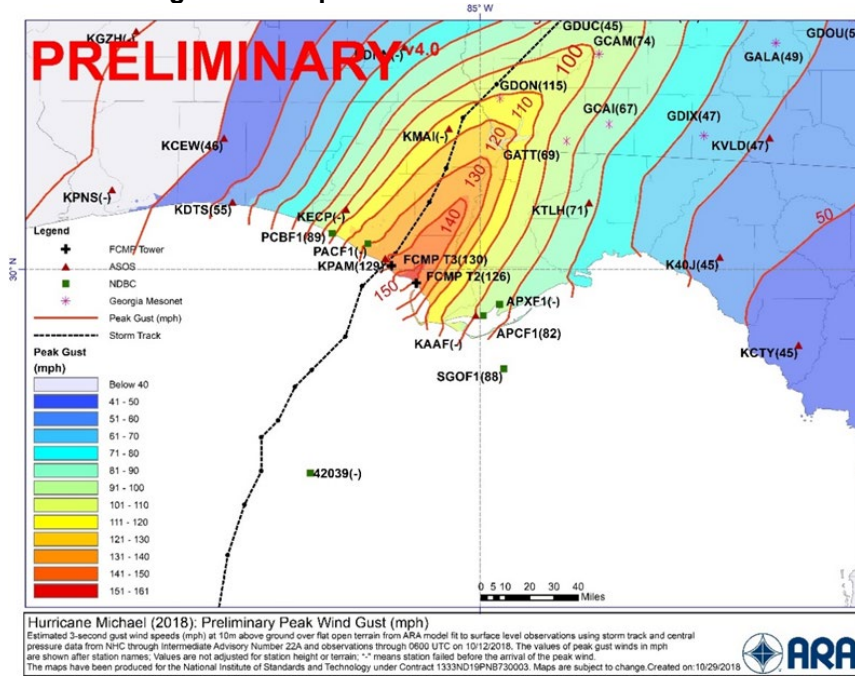 85° W
PRELIMINARY v4.0
KGZH(-)
GDUC(45)
GCAM(74)
GDOU(5
GALA(49)
GDON(115)
100
110
GCAI(67)
GDIX(47)
KMAI(-)
120
KCEW(46)
GATT(69)
KVLD(47)
130
KPNS(-)
KDTS(55)
KECP(-)
140
KTLH(71)
50
Legend
PCBF1(89)
PACF1(-)
FCMP T3(130)
KPAM(129)
K40J(45)
30° N
FCMP T2(126)
150
APXF1(-)
APCF1(82)
KAAF(-)
KCTY(45)
SGOF1(88)
42039(-)
FCMP Tower
ASOS
NDBC
Georgia Mesonet
Peak Gust (mph)
Storm Track
Peak Gust
(mph)
Below 40
41 - 50
51 - 60
61 - 70
71 - 80
81 - 90
91 - 100
101 - 110
111 - 120
121 - 130
131 - 140
141 - 150
151 - 161
0 5 10 20 30 40
Miles
Hurricane Michael (2018): Preliminary Peak Wind Gust (mph)
Estimated 3-second gust wind speeds (mph) at 10m above ground over flat open terrain from ARA model fit to surface level observations using storm track and central
pressure data from NHC through Intermediate Advisory Number 22A and observations through 0600 UTC on 10/12/2018. The values of peak gust winds in mph
are shown after station names; Values are not adjusted for station height or terrain; "-" means station failed before the arrival of the peak wind.
The maps have been produced for the National Institute of Standards and Technology under Contract 1333ND19PNB730003. Maps are subject to change.Created on:10/29/2018
ARA